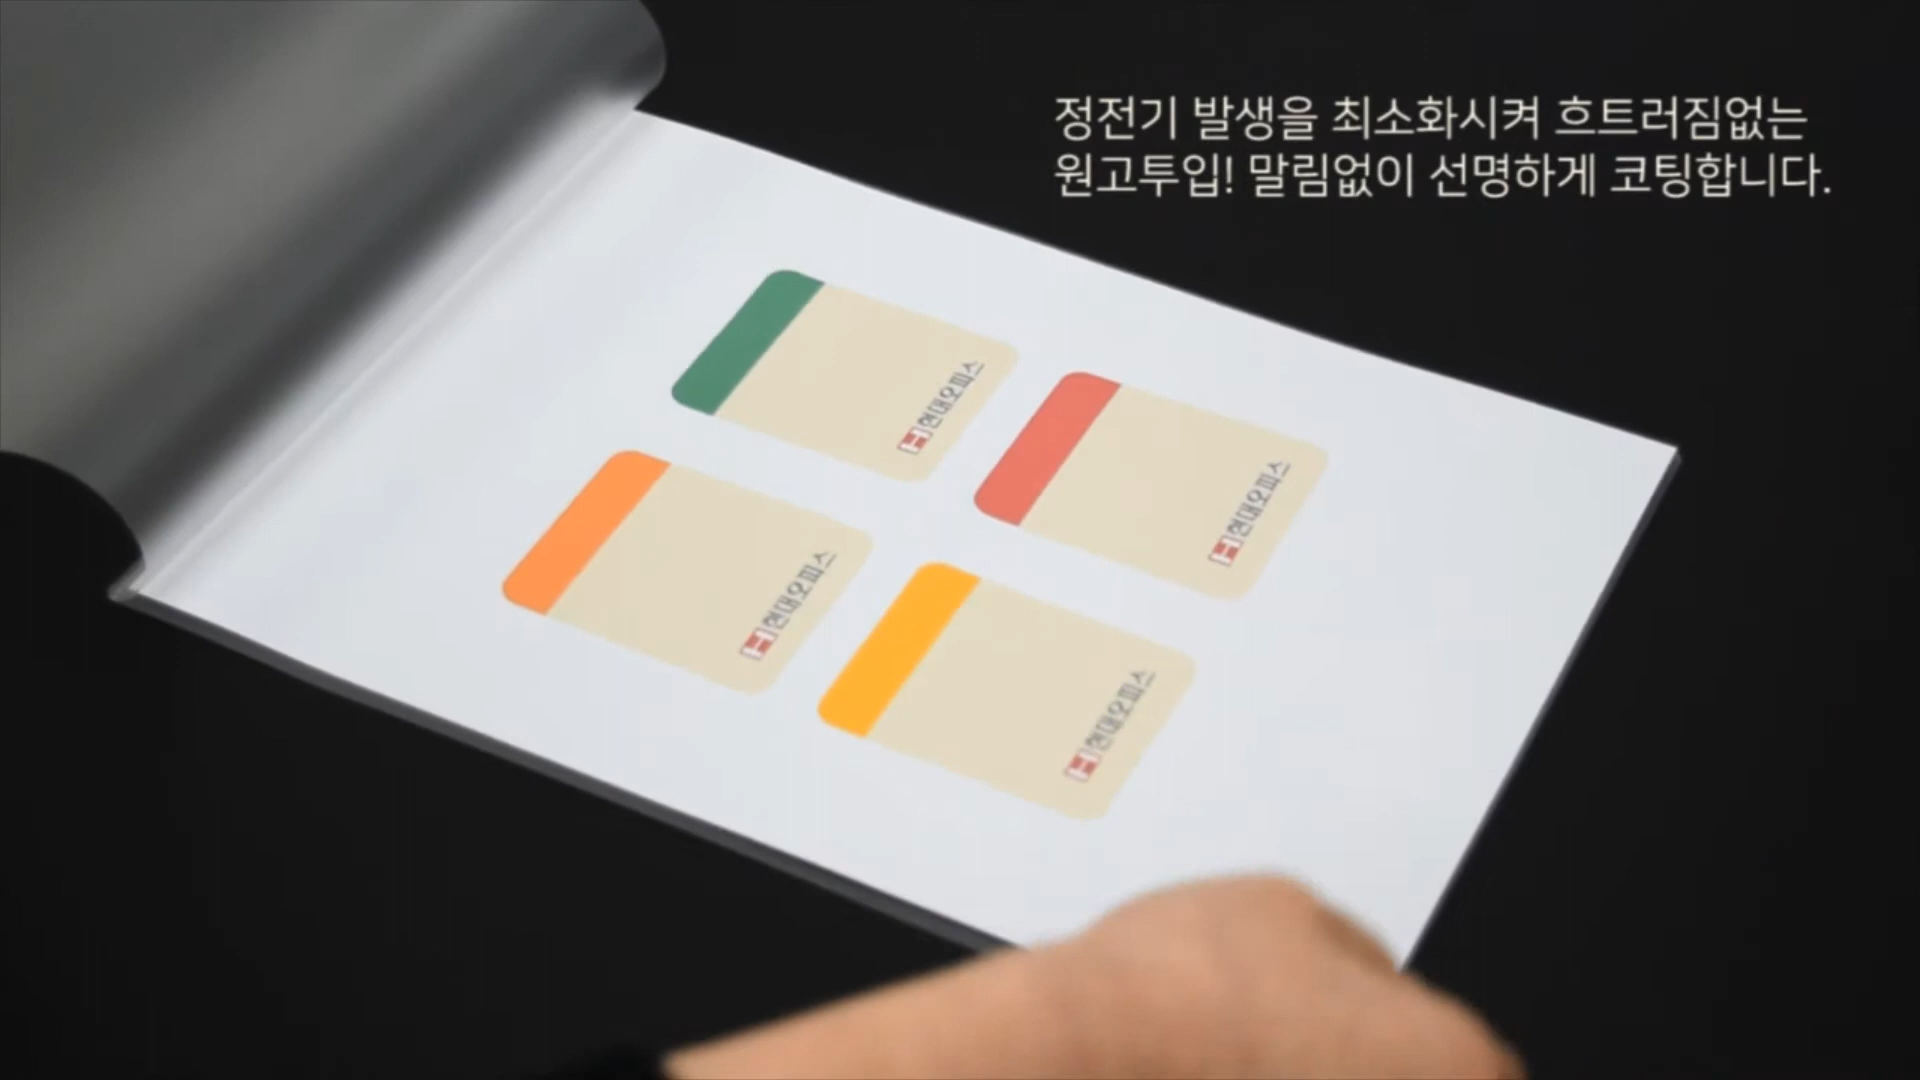 정전기 발생을 최소화시켜 흐트러짐없는
원고투입! 말림없이 선명하게 코팅합니다.
현대오피스
현대오피스
현대오피스
현대오피스